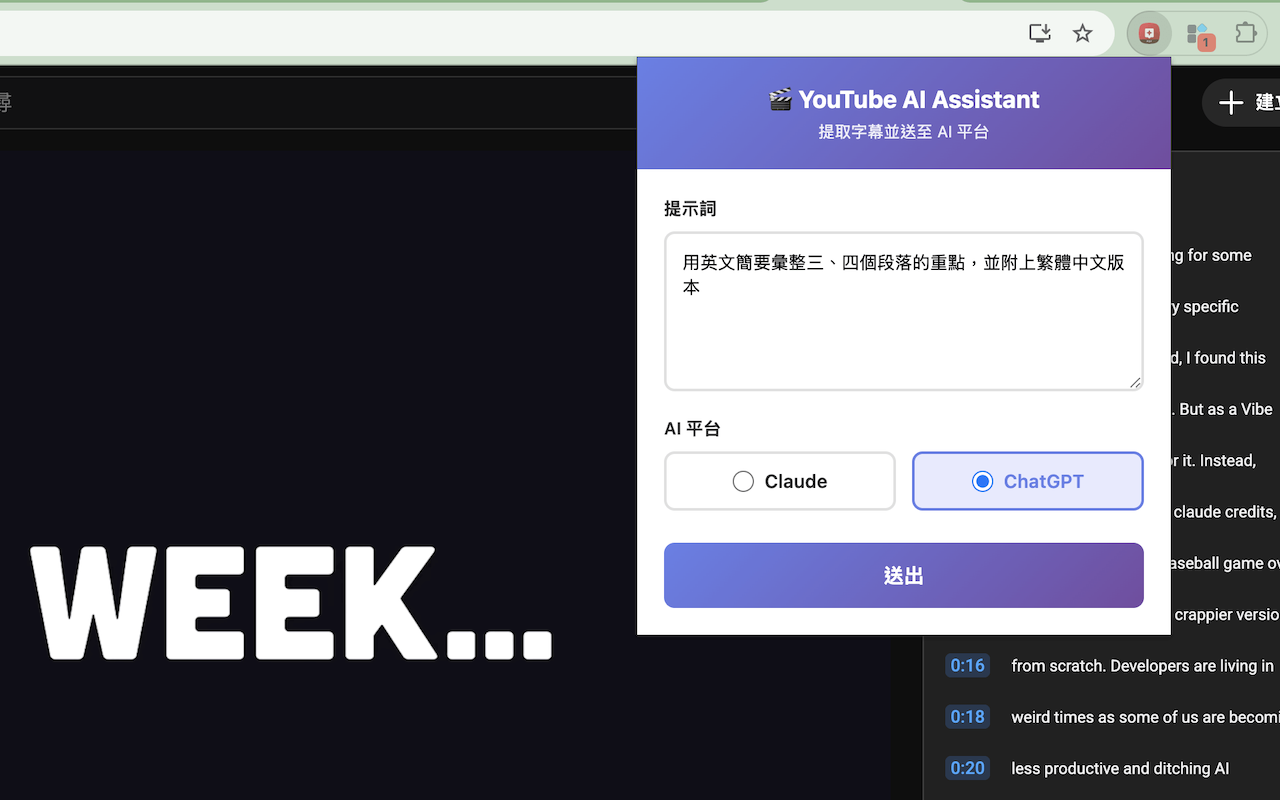 1
尋
建立
🎬 YouTube AI Assistant
提取字幕並送至 AI 平台
提示詞
用英文簡要彙整三、四個段落的重點，並附上繁體中文版
本
AI 平台
Claude
ChatGPT
送出
WEEK...
for some
specific
I found this
. But as a Vibe
it. Instead,
claude credits,
game
crappier
0:16 from scratch. Developers are living in
0:18 weird times as some of us are
0:20 less productive and ditching AI